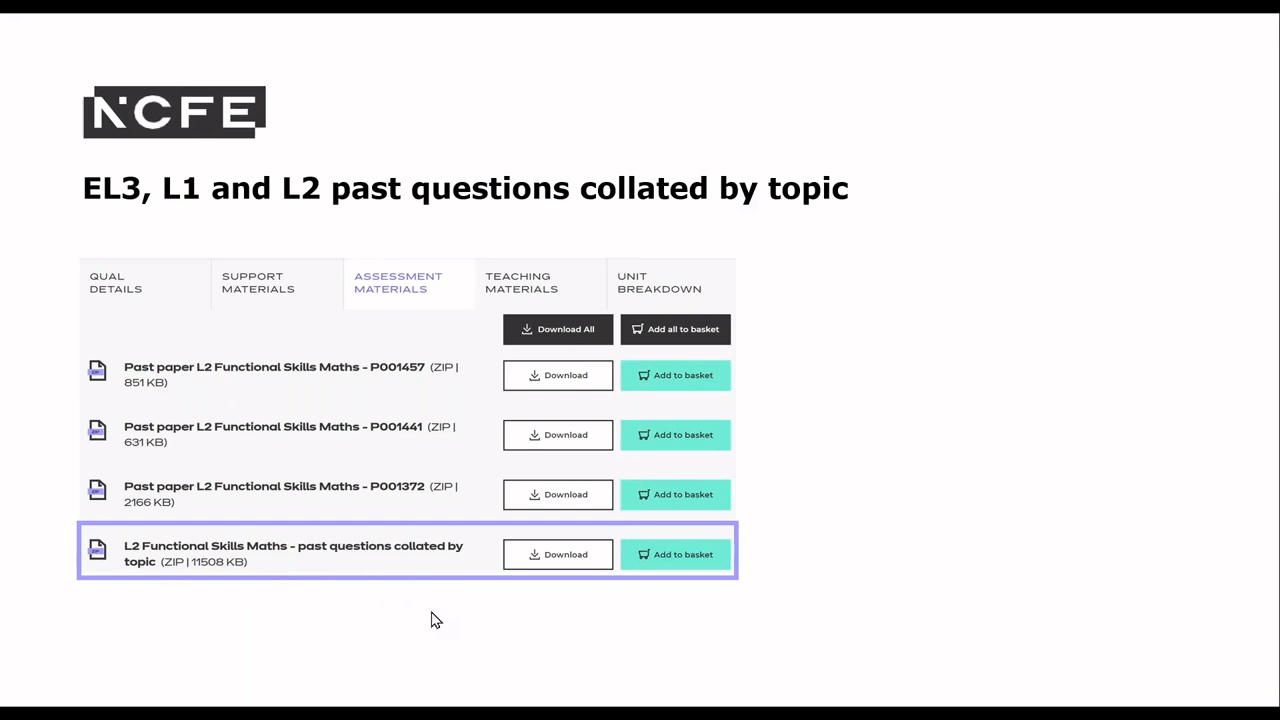 NCFE
EL3, L1 and L2 past questions collated by topic
QUAL DETAILS
SUPPORT MATERIALS
ASSESSMENT MATERIALS
TEACHING MATERIALS
UNIT BREAKDOWN
Download All
Add all to basket
Past paper L2 Functional Skills Maths - P001457 (ZIP |
851 KB)
Download
Add to basket
Past paper L2 Functional Skills Maths - P001441 (ZIP |
631 KB)
Download
Add to basket
Past paper L2 Functional Skills Maths - P001372 (ZIP |
2166 KB)
Download
Add to basket
L2 Functional Skills Maths - past questions collated by
topic (ZIP | 11508 KB)
Download
Add to basket